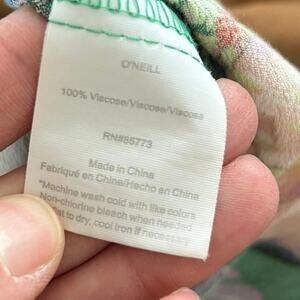 O'NEILL
100% Viscose/Viscose/Viscosa
RN#85773
Made in China
Fabriqué en Chine/Hecho en China
*Machine wash cold with like colors
Non-chlorine bleach when needed
to dry, cool iron if necessary